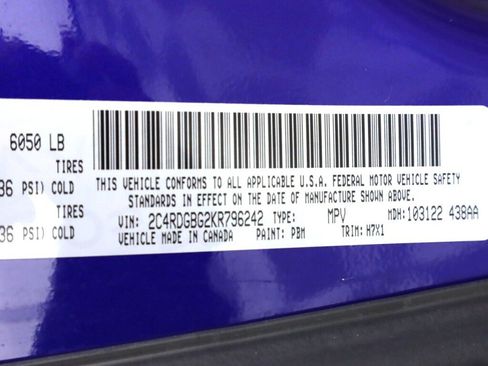 6050 LB
TIRES
36 PSI) COLD
TIRES
36 PSI) COLD
THIS VEHICLE CONFORMS TO ALL APPLICABLE U.S.A. FEDERAL MOTOR VEHICLE SAFETY
STANDARDS IN EFFECT ON THE DATE OF MANUFACTURE SHOWN ABOVE.
VIN: 2C4RDGBG2KR796242 TYPE: MPV MDH: 103122 438AA
VEHICLE MADE IN CANADA PAINT: PBM TRIM: H7X1